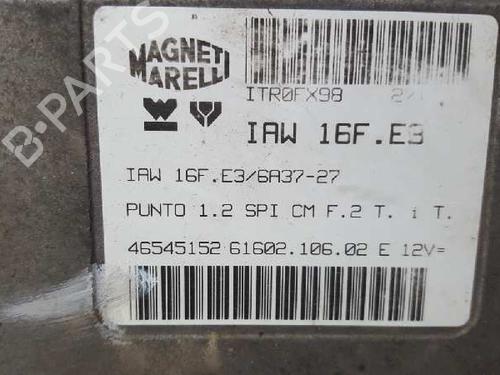 MAGNETI
MARELLI
ITR0FX98
IAW 16F.E3
IAW 16F.E3/6A37-27
PUNTO 1.2 SPI CM F.2 T. i T.
46545152 61602.106.02 E 12V=
B-PARTS